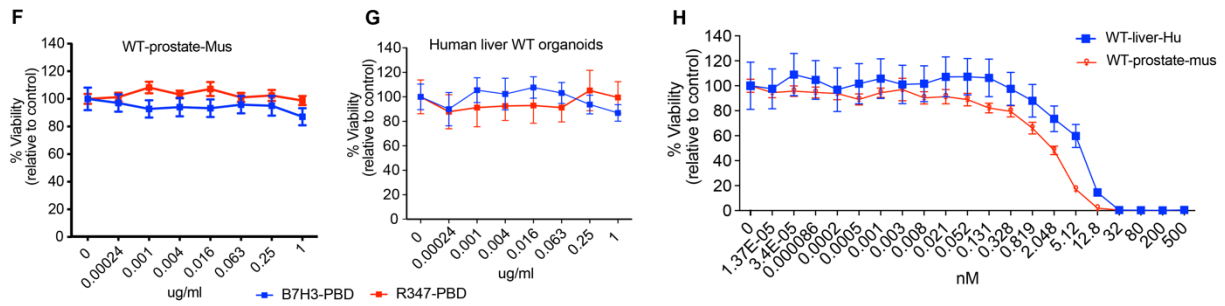 F
WT-prostate-Mus
% Viability
(relative to control)
140
120
100
80
60
40
20
0
0
0.00024
0.001
0.004
0.016
0.063
0.25
1
ug/ml
G
Human liver WT organoids
% Viability
(relative to control)
140
120
100
80
60
40
20
0
0
0.00024
0.001
0.004
0.016
0.063
0.25
1
ug/ml
B7H3-PBD
R347-PBD
H
WT-liver-Hu
WT-prostate-mus
% Viability
(relative to control)
140
120
100
80
60
40
20
0
0
1.37E-05
3.4E-05
0.000086
0.0002
0.0005
0.001
0.003
0.008
0.021
0.052
0.131
0.328
0.819
2.048
5.12
12.8
32
80
200
500
nM